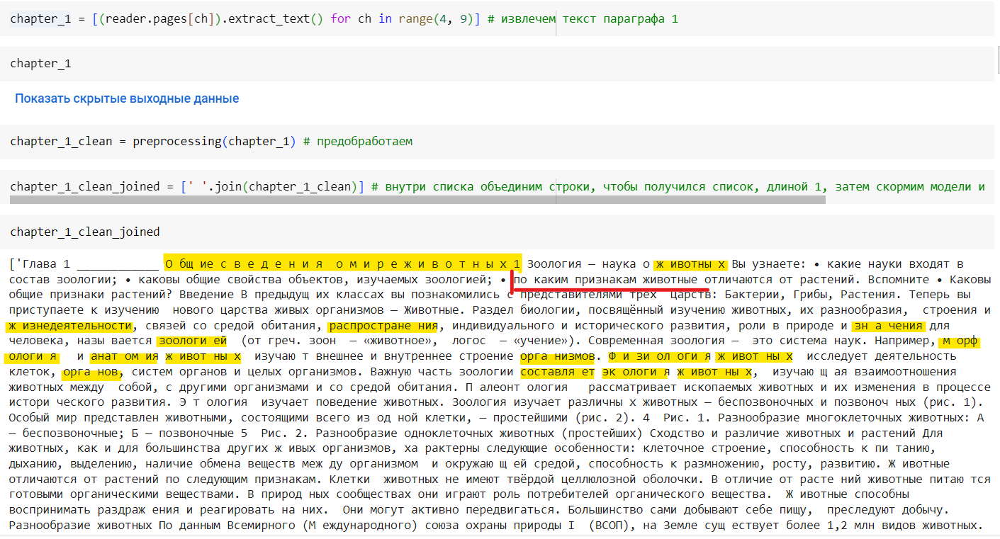 chapter_1 = [(reader.pages[ch]).extract_text() for ch in range(4, 9)] # извлечем текст параграфа 1
chapter_1
Показать скрытые выходные данные
chapter_1_clean = preprocessing(chapter_1) # предобработаем
chapter_1_clean_joined = [' '.join(chapter_1_clean)] # внутри списка объединим строки, чтобы получился список, длиной 1, затем скормим модели и
chapter_1_clean_joined
['Глава 1 ____________ О бщ ие с в е д е н и я  о м и р е ж и в о т н ы х 1 Зоология — наука о ж ивотны х Вы узнаете: • какие науки входят в
состав зоологии; • каковы общие свойства объектов, изучаемых зоологией; • по каким признакам животные отличаются от растений. Вспомните • Каковы
общие признаки растений? Введение В предыдущ их классах вы познакомились с представителями трёх  царств: Бактерии, Грибы, Растения. Теперь вы
приступаете к изучению  нового царства живых организмов — Животные. Раздел биологии, посвящённый изучению животных, их разнообразия,  строения и
ж изнедеятельности, связей со средой обитания, распростране ния, индивидуального и исторического развития, роли в природе и зн а чения для
человека, назы вается зоологи ей  (от греч. зоон  — «животное»,  логос  — «учение»). Современная зоология —  это система наук. Например, м орф
ологи я   и анат ом ия ж ивот ны х  изучаю т внешнее и внутреннее строение орга низмов. Ф и зи ол оги я ж ивот ны х  исследует деятельность
клеток, орга нов, систем органов и целых организмов. Важную часть зоологии составля ет эк ологи я ж ивот ны х,  изучаю щ ая взаимоотношения
животных между  собой, с другими организмами и со средой обитания. П алеонт ология   рассматривает ископаемых животных и их изменения в процессе
истори ческого развития. Э т ология  изучает поведение животных. Зоология изучает различны х животных — беспозвоночных и позвоноч ных (рис. 1).
Особый мир представлен животными, состоящими всего из од ной клетки, — простейшими (рис. 2). 4  Рис. 1. Разнообразие многоклеточных животных: А
— беспозвоночные; Б — позвоночные 5  Рис. 2. Разнообразие одноклеточных животных (простейших) Сходство и различие животных и растений Для
животных, как и для большинства других ж ивых организмов, ха рактерны следующие особенности: клеточное строение, способность к пи танию,
дыханию, выделению, наличие обмена веществ меж ду организмом  и окружаю щ ей средой, способность к размножению, росту, развитию. Ж ивотные
отличаются от растений по следующим признакам. Клетки  животных не имеют твёрдой целлюлозной оболочки. В отличие от расте ний животные питаю тся
готовыми органическими веществами. В природ ных сообществах они играют роль потребителей органического вещества.  Ж ивотные способны
воспринимать раздраж ения и реагировать на них.  Они могут активно передвигаться. Большинство сами добывают себе пищу,  преследуют добычу.
Разнообразие животных По данным Всемирного (М еждународного) союза охраны природы I  (ВСОП), на Земле сущ ествует более 1,2 млн видов животных.